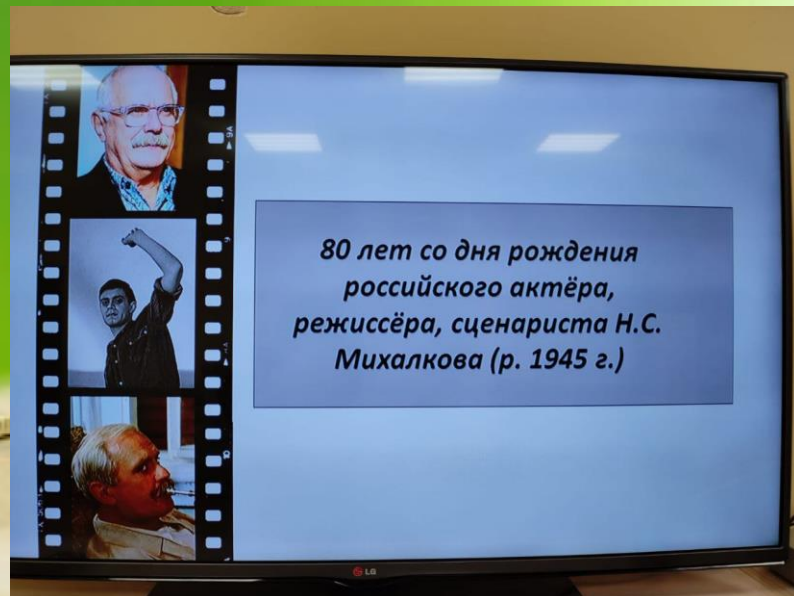 80 лет со дня рождения
российского актёра,
режиссёра, сценариста Н.С.
Михалкова (р. 1945 г.)
LG